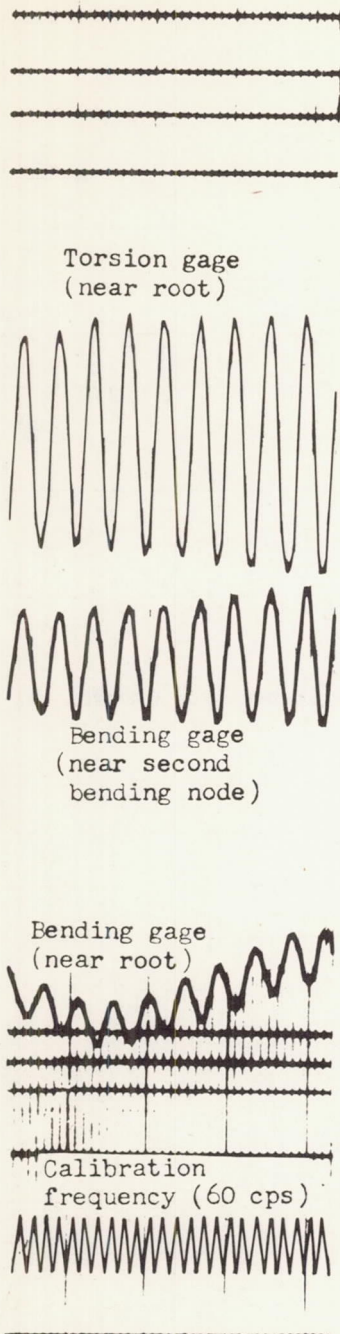 Torsion gage
(near root)
Bending gage
(near second
bending node)
Bending gage
(near root)
Calibration
frequency (60 cps)